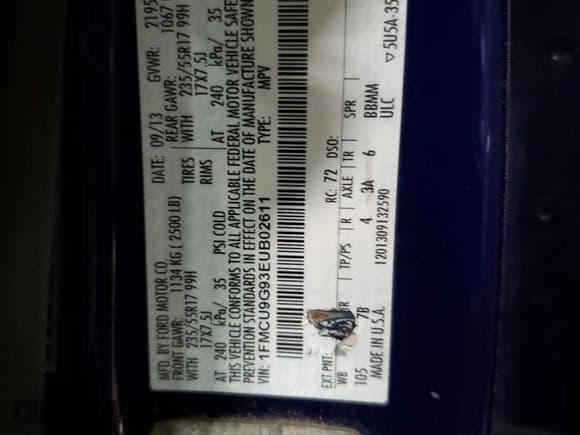 MFD. BY FORD MOTOR CO.
DATE: 09/13 GVWR: 2195
FRONT GAWR: 1134 KG ( 2500 LB) REAR GAWR: 1067
WITH 235/55R17 99H TIRES WITH 235/55R17 99H
17X7.5J RIMS 17X7.5J
AT 240 kPa/ 35 PSI COLD AT 240 kPa/ 35
THIS VEHICLE CONFORMS TO ALL APPLICABLE FEDERAL MOTOR VEHICLE SAFE
PREVENTION STANDARDS IN EFFECT ON THE DATE OF MANUFACTURE SHOWN
VIN: 1FMCU9G93EUB02611 TYPE: MPV
EXT PNT: RC: 72 DSO:
WB R TP/PS R AXLE TR SPR
105 7B 4 3A 6 BBMM
MADE IN U.S.A. 1201309132590 ULC
▽5U5A-35